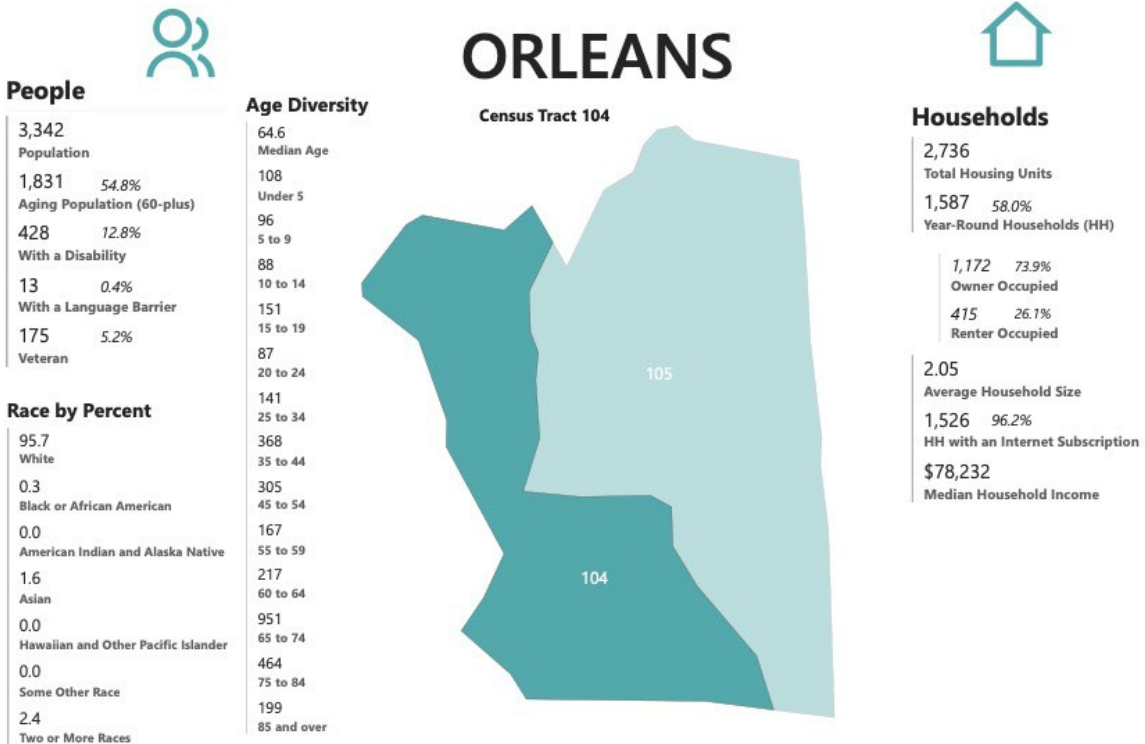 ORLEANS
Census Tract 104
People
3,342
Population
1,831 54.8%
Aging Population (60-plus)
428 12.8%
With a Disability
13 0.4%
With a Language Barrier
175 5.2%
Veteran
Race by Percent
95.7
White
0.3
Black or African American
0.0
American Indian and Alaska Native
1.6
Asian
0.0
Hawaiian and Other Pacific Islander
0.0
Some Other Race
2.4
Two or More Races
Age Diversity
64.6
Median Age
108
Under 5
96
5 to 9
88
10 to 14
151
15 to 19
87
20 to 24
141
25 to 34
368
35 to 44
305
45 to 54
167
55 to 59
217
60 to 64
951
65 to 74
464
75 to 84
199
85 and over
105
104
Households
2,736
Total Housing Units
1,587 58.0%
Year-Round Households (HH)
1,172 73.9%
Owner Occupied
415 26.1%
Renter Occupied
2.05
Average Household Size
1,526 96.2%
HH with an Internet Subscription
$78,232
Median Household Income